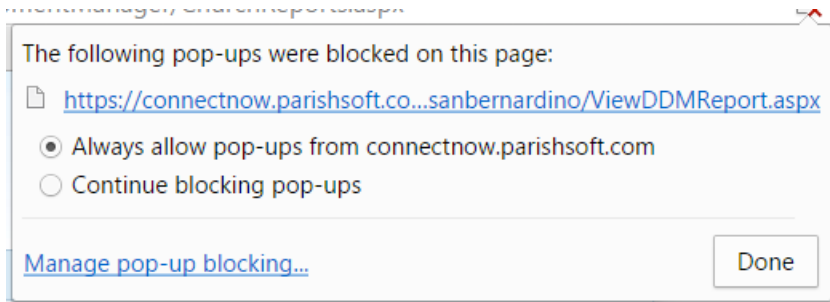 The following pop-ups were blocked on this page:
https://connectnow.parishsoft.co...sanbernardino/ViewDDMReport.aspx
Always allow pop-ups from connectnow.parishsoft.com
Continue blocking pop-ups
Manage pop-up blocking...
Done